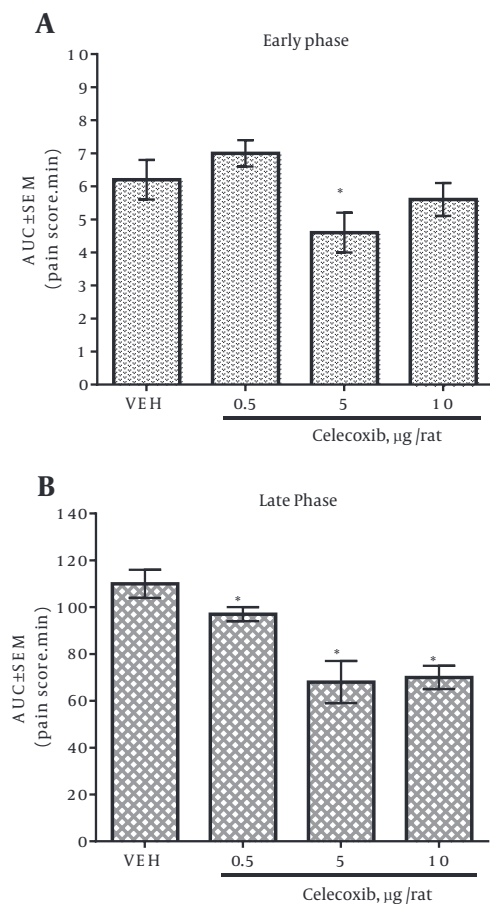 A
Early phase
10
9
8
7
6
5
4
3
2
1
0
AUC±SEM
(pain score.min)
*
VEH 0.5 5 10
Celecoxib, µg /rat
B
Late Phase
140
120
100
80
60
40
20
0
AUC±SEM
(pain score.min)
*
*
*
VEH 0.5 5 10
Celecoxib, µg /rat